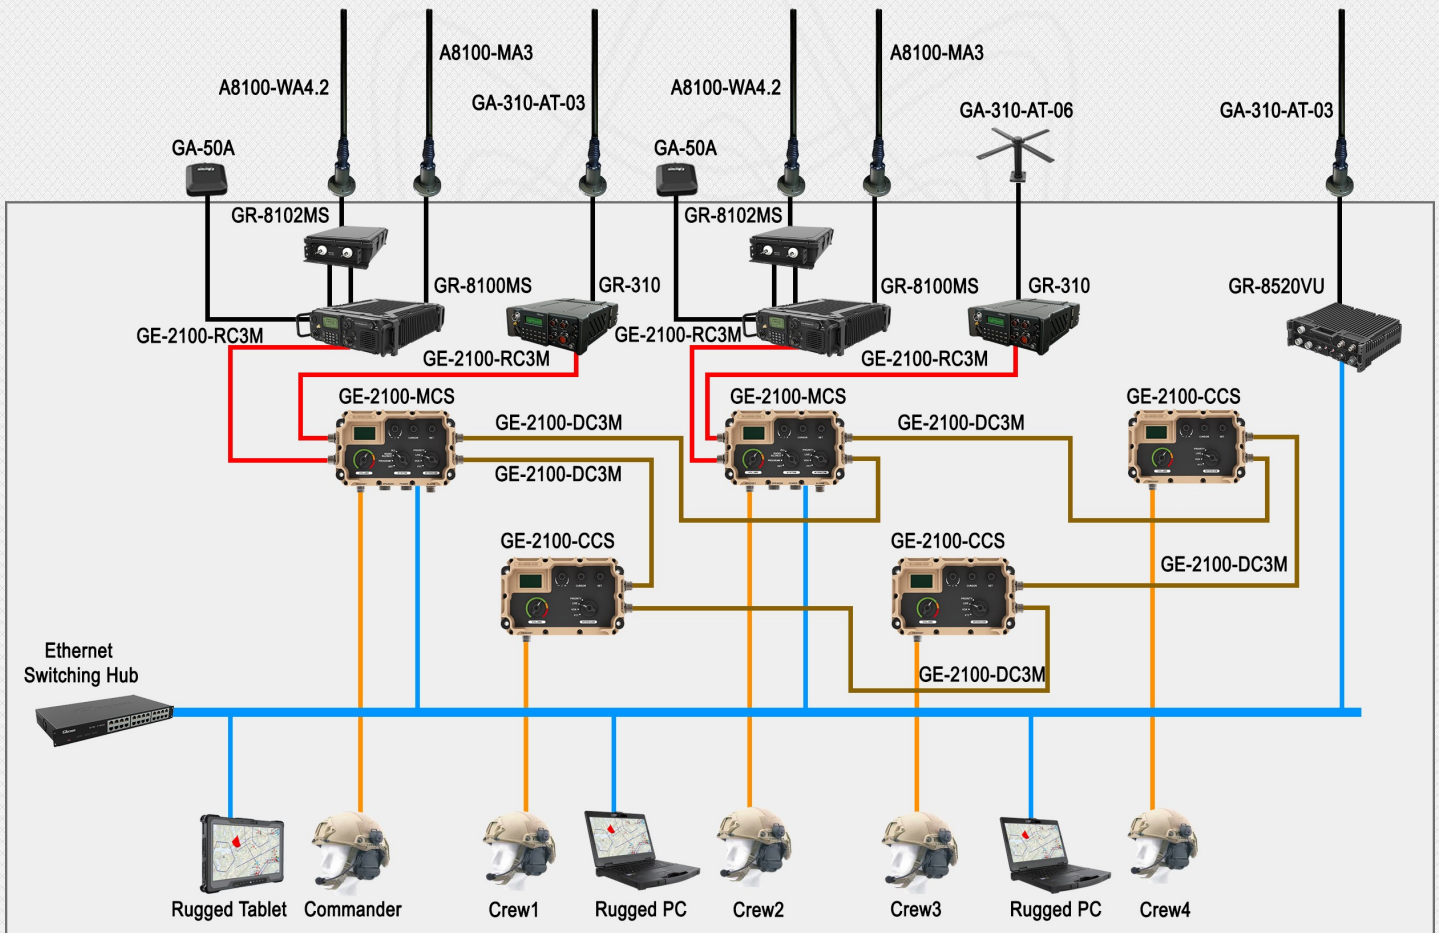 A8100-MA3
A8100-MA3
A8100-WA4.2
GA-310-AT-03
A8100-WA4.2
GA-310-AT-06
GA-310-AT-03
GA-50A
GA-50A
GR-8102MS
GR-8102MS
GR-8100MS
GR-310
GR-8100MS
GR-310
GR-8520VU
GE-2100-RC3M
GE-2100-RC3M
GE-2100-RC3M
GE-2100-RC3M
GE-2100-MCS
GE-2100-MCS
GE-2100-CCS
GE-2100-DC3M
GE-2100-DC3M
GE-2100-DC3M
GE-2100-CCS
GE-2100-CCS
GE-2100-DC3M
GE-2100-DC3M
Ethernet
Switching Hub
Rugged Tablet
Commander
Crew1
Rugged PC
Crew2
Crew3
Rugged PC
Crew4